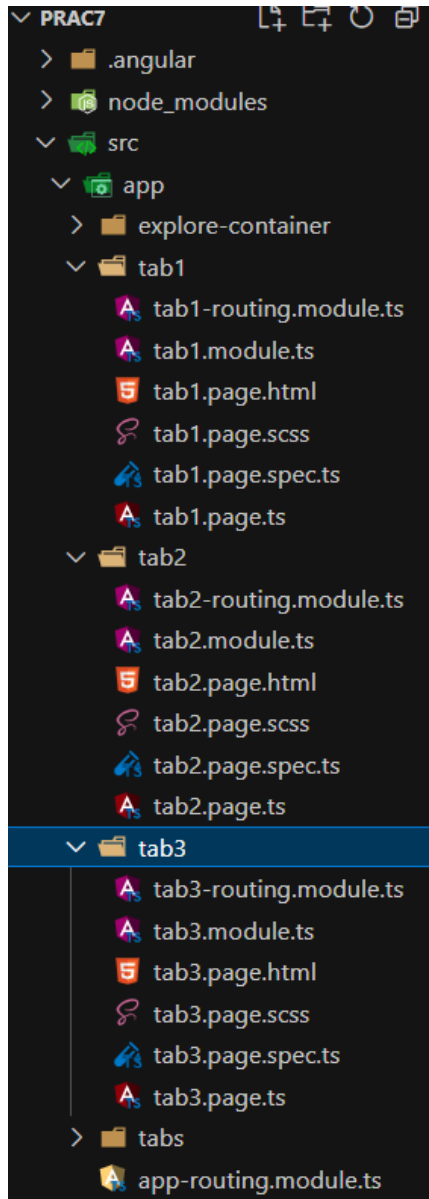 PRAC7
.angular
node_modules
src
app
explore-container
tab1
tab1-routing.module.ts
tab1.module.ts
tab1.page.html
tab1.page.scss
tab1.page.spec.ts
tab1.page.ts
tab2
tab2-routing.module.ts
tab2.module.ts
tab2.page.html
tab2.page.scss
tab2.page.spec.ts
tab2.page.ts
tab3
tab3-routing.module.ts
tab3.module.ts
tab3.page.html
tab3.page.scss
tab3.page.spec.ts
tab3.page.ts
tabs
app-routing.module.ts